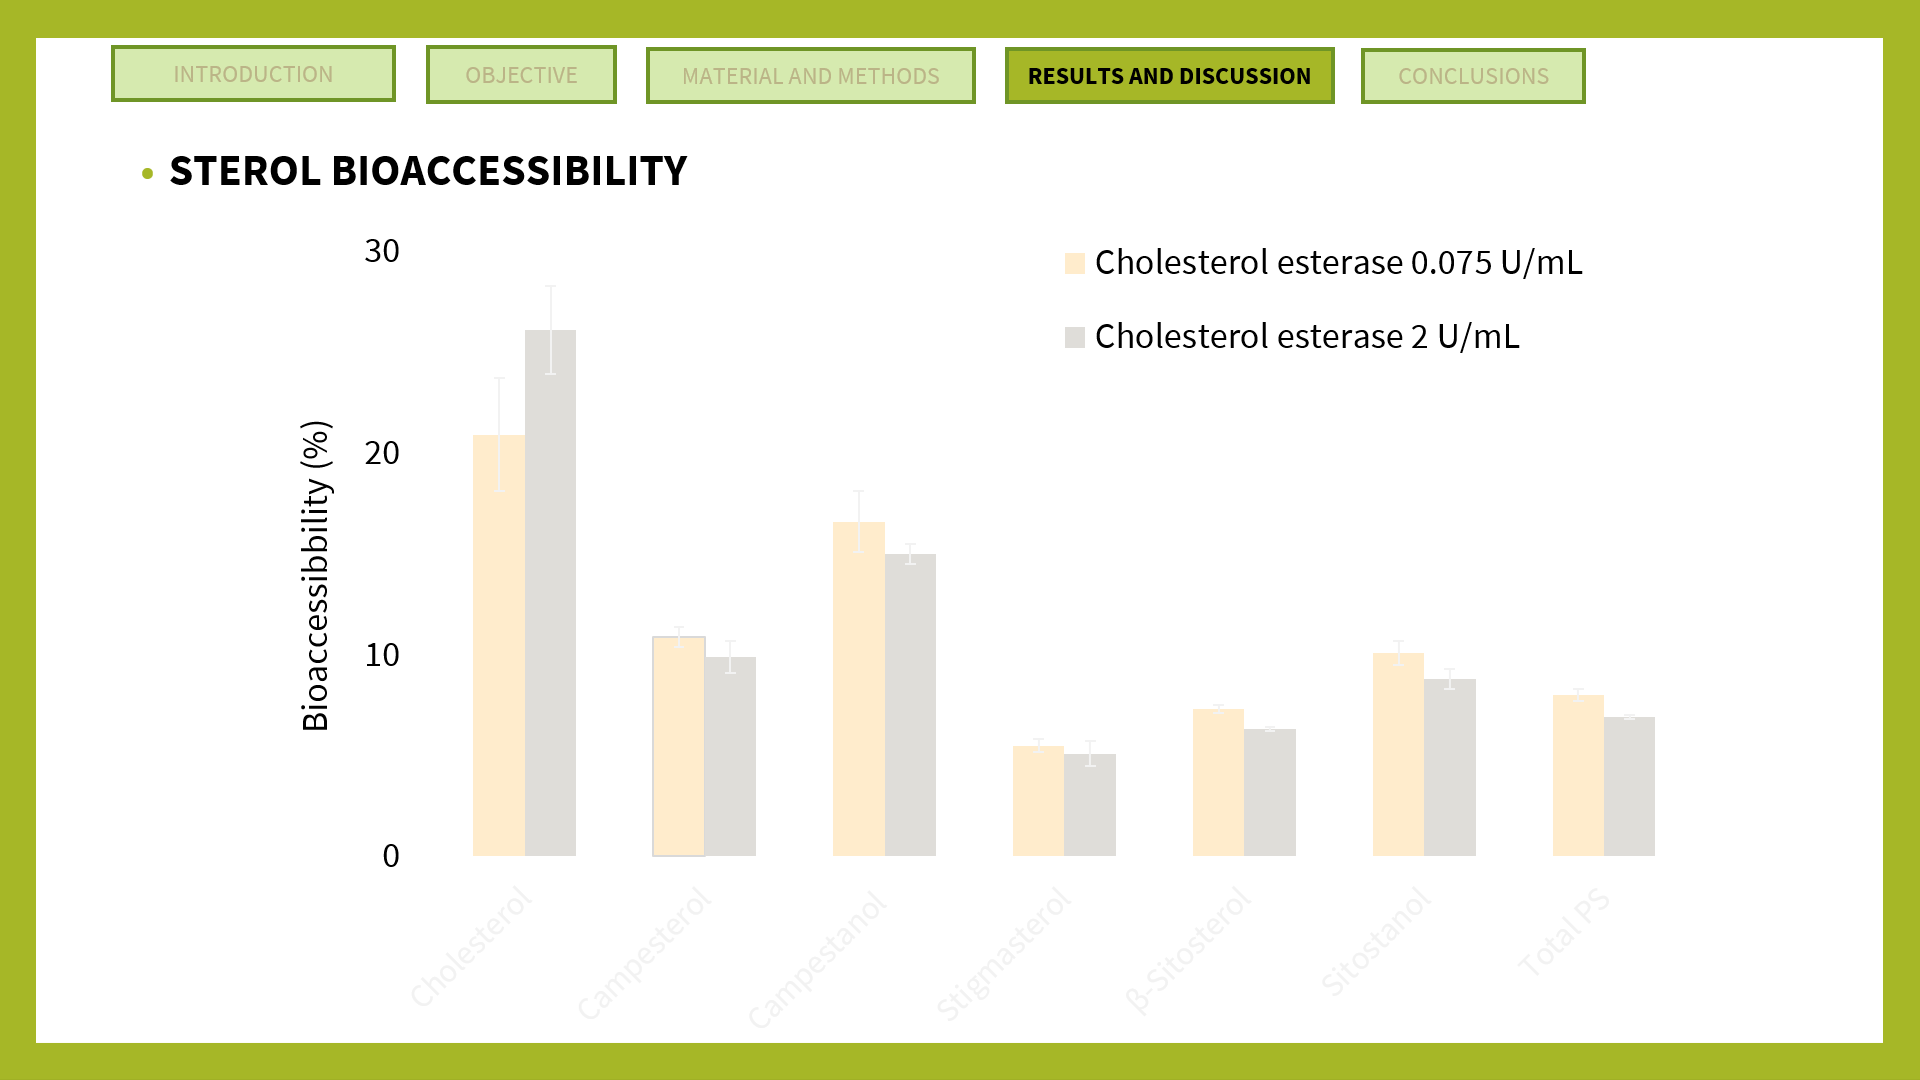 INTRODUCTION
OBJECTIVE
MATERIAL AND METHODS
RESULTS AND DISCUSSION
CONCLUSIONS
• STEROL BIOACCESSIBILITY
Cholesterol esterase 0.075 U/mL
Cholesterol esterase 2 U/mL
Bioaccessibbility (%)
30
20
10
0
Cholesterol
Campesterol
Campestanol
Stigmasterol
β-Sitosterol
Sitostanol
Total PS